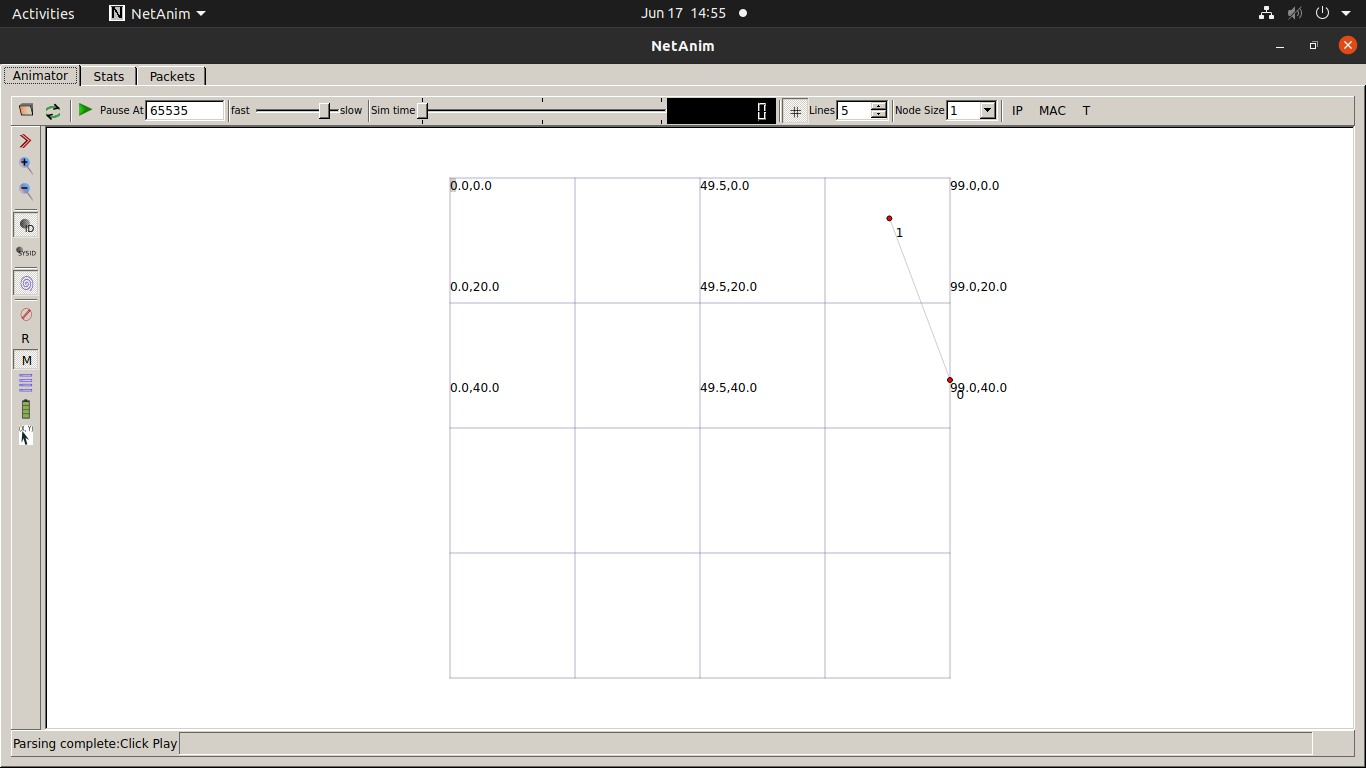 Activities NetAnim Jun 17 14:55
NetAnim
Animator Stats Packets
Pause At 65535 fast slow Sim time 0 Lines 5 Node Size 1 IP MAC T
0.0,0.0 49.5,0.0 99.0,0.0
1
ID
SYSID
0.0,20.0 49.5,20.0 99.0,20.0
R
M
0.0,40.0 49.5,40.0 99.0,40.0
0
(X, Y)
Parsing complete:Click Play